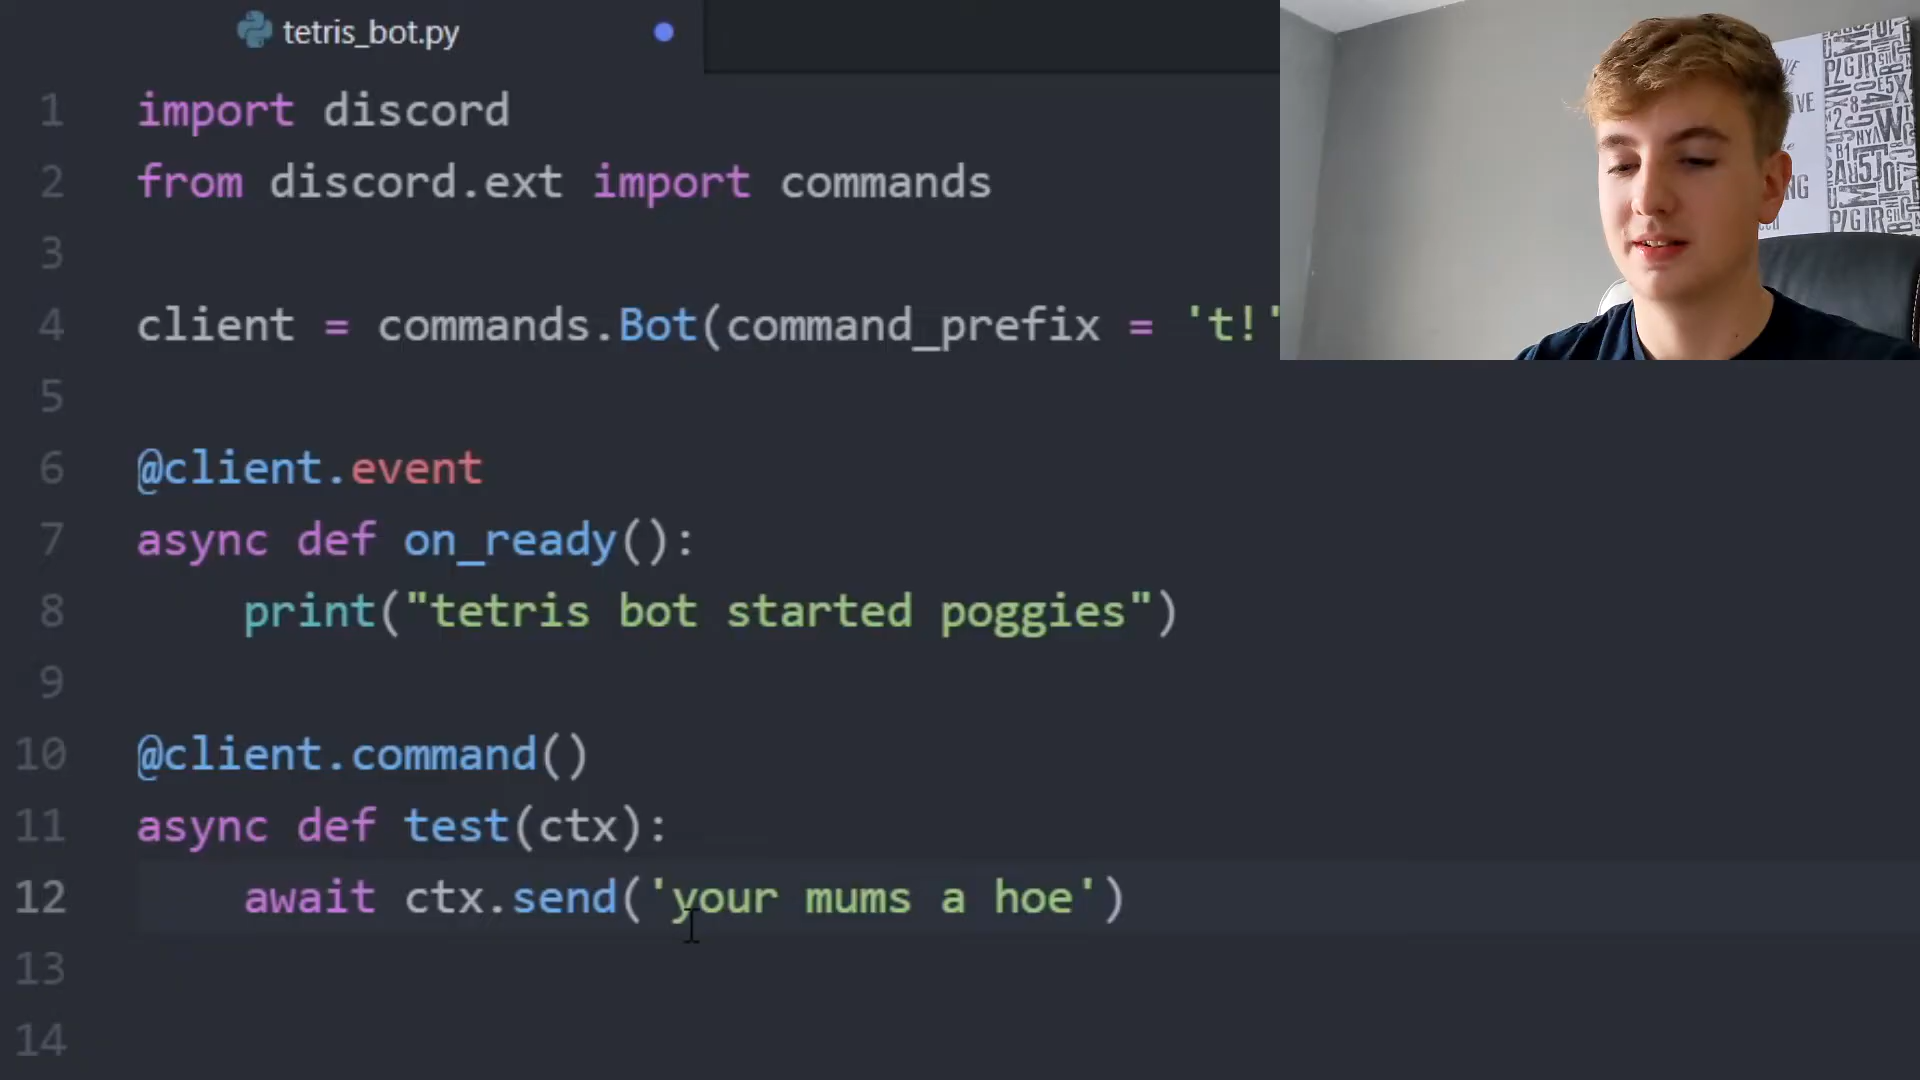 tetris_bot.py
1 import discord
2 from discord.ext import commands
3
4 client = commands.Bot(command_prefix = 't!'
5
6 @client.event
7 async def on_ready():
8 print("tetris bot started poggies")
9
10 @client.command()
11 async def test(ctx):
12 await ctx.send('your mums a hoe')
13
14